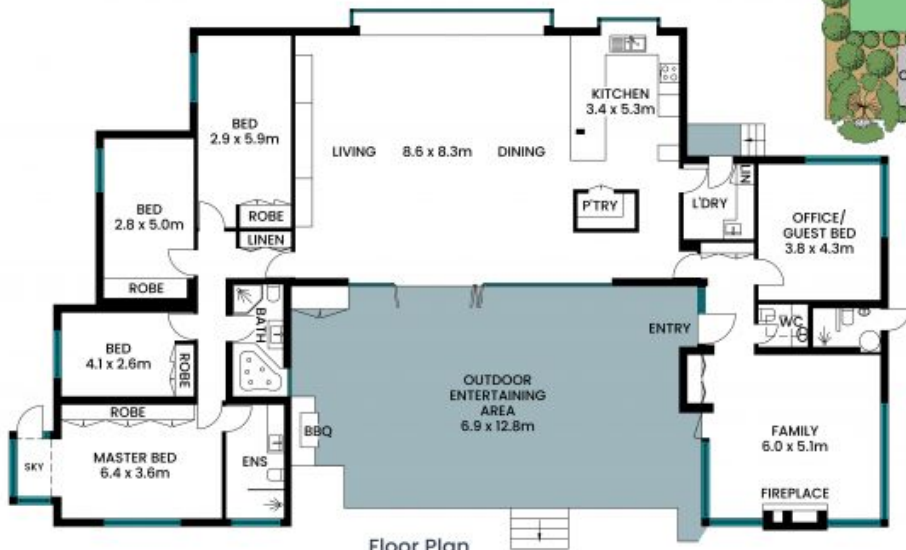 BED
2.9 x 5.9m
ROBE
LINEN
BED
2.8 x 5.0m
ROBE
BED
4.1 x 2.6m
ROBE
ROBE
MASTER BED
6.4 x 3.6m
SKY
ENS
BATH
LIVING 8.6 x 8.3m DINING
KITCHEN
3.4 x 5.3m
P'TRY
L'DRY
LIN
OFFICE/
GUEST BED
3.8 x 4.3m
WC
ENTRY
OUTDOOR
ENTERTAINING
AREA
6.9 x 12.8m
BBQ
FAMILY
6.0 x 5.1m
FIREPLACE
Floor Plan